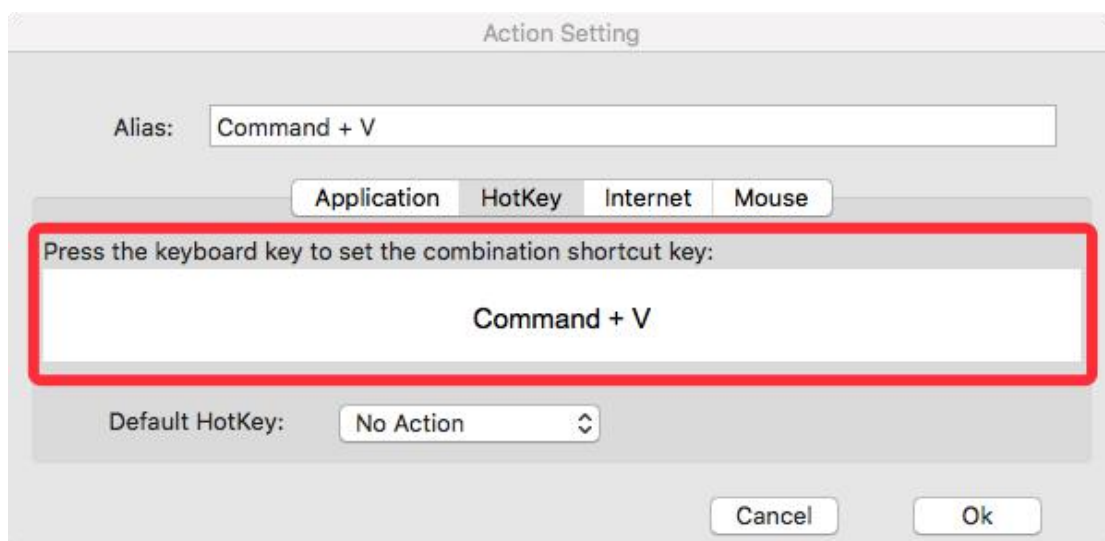 Action Setting
Alias: Command + V
Application HotKey Internet Mouse
Press the keyboard key to set the combination shortcut key:
Command + V
Default HotKey: No Action
Cancel Ok